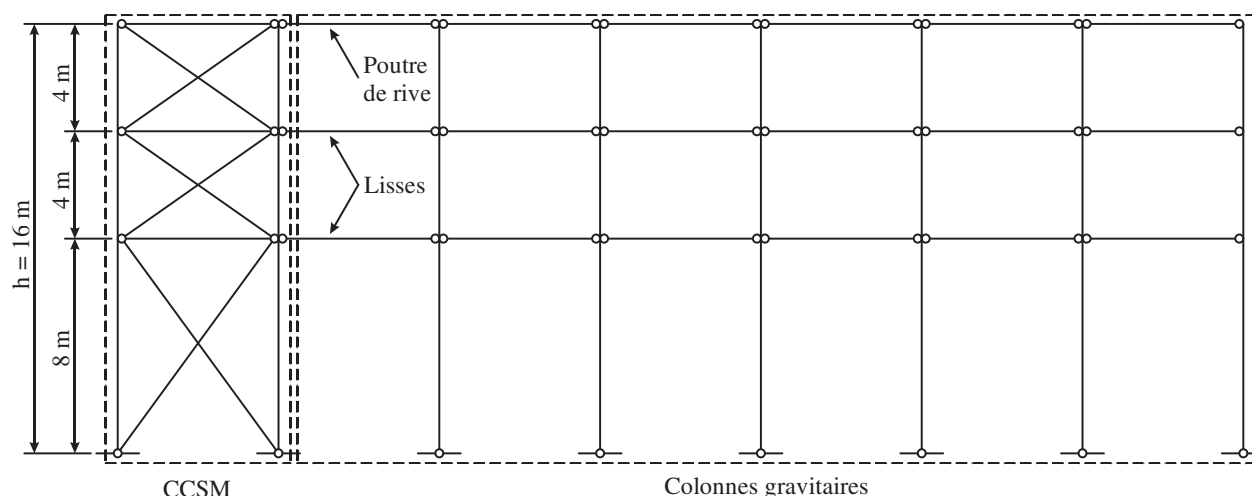 4 m
Poutre
de rive
4 m
Lisses
h = 16 m
8 m
CCSM
Colonnes gravitaires